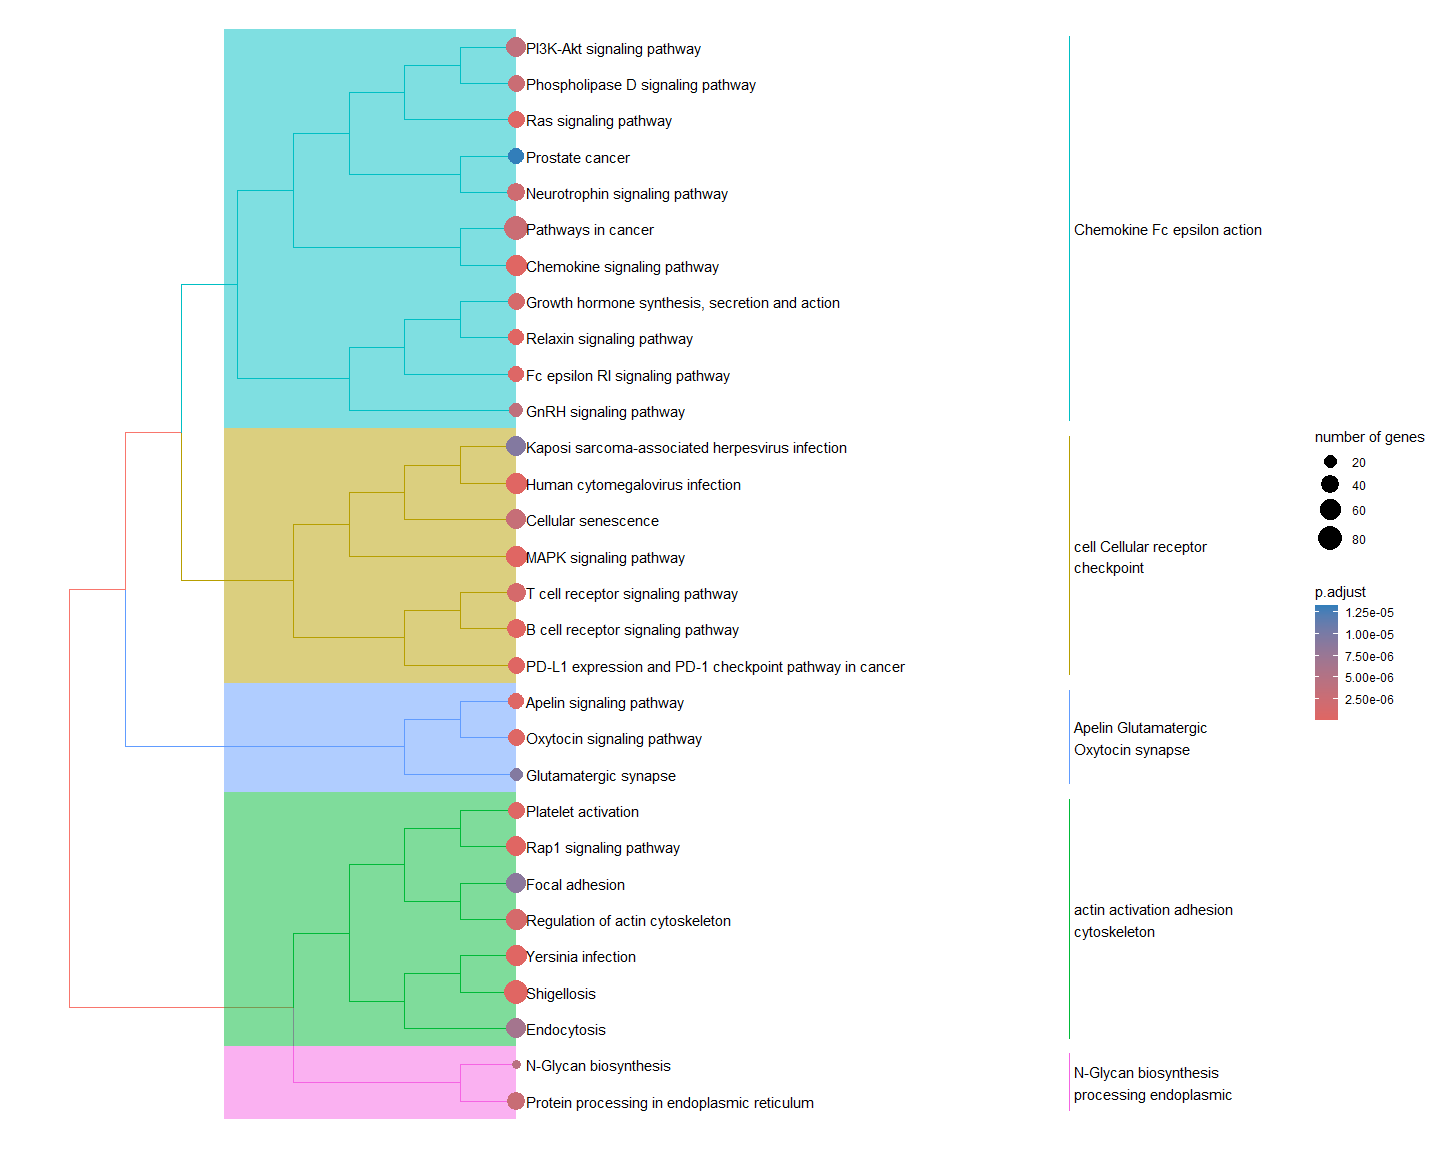 PI3K-Akt signaling pathway
Phospholipase D signaling pathway
Ras signaling pathway
Prostate cancer
Neurotrophin signaling pathway
Pathways in cancer
Chemokine signaling pathway
Growth hormone synthesis, secretion and action
Relaxin signaling pathway
Fc epsilon RI signaling pathway
GnRH signaling pathway
Kaposi sarcoma-associated herpesvirus infection
Human cytomegalovirus infection
Cellular senescence
MAPK signaling pathway
T cell receptor signaling pathway
B cell receptor signaling pathway
PD-L1 expression and PD-1 checkpoint pathway in cancer
Apelin signaling pathway
Oxytocin signaling pathway
Glutamatergic synapse
Platelet activation
Rap1 signaling pathway
Focal adhesion
Regulation of actin cytoskeleton
Yersinia infection
Shigellosis
Endocytosis
N-Glycan biosynthesis
Protein processing in endoplasmic reticulum
Chemokine Fc epsilon action
cell Cellular receptor
checkpoint
Apelin Glutamatergic
Oxytocin synapse
actin activation adhesion
cytoskeleton
N-Glycan biosynthesis
processing endoplasmic
number of genes
20
40
60
80
p.adjust
1.25e-05
1.00e-05
7.50e-06
5.00e-06
2.50e-06